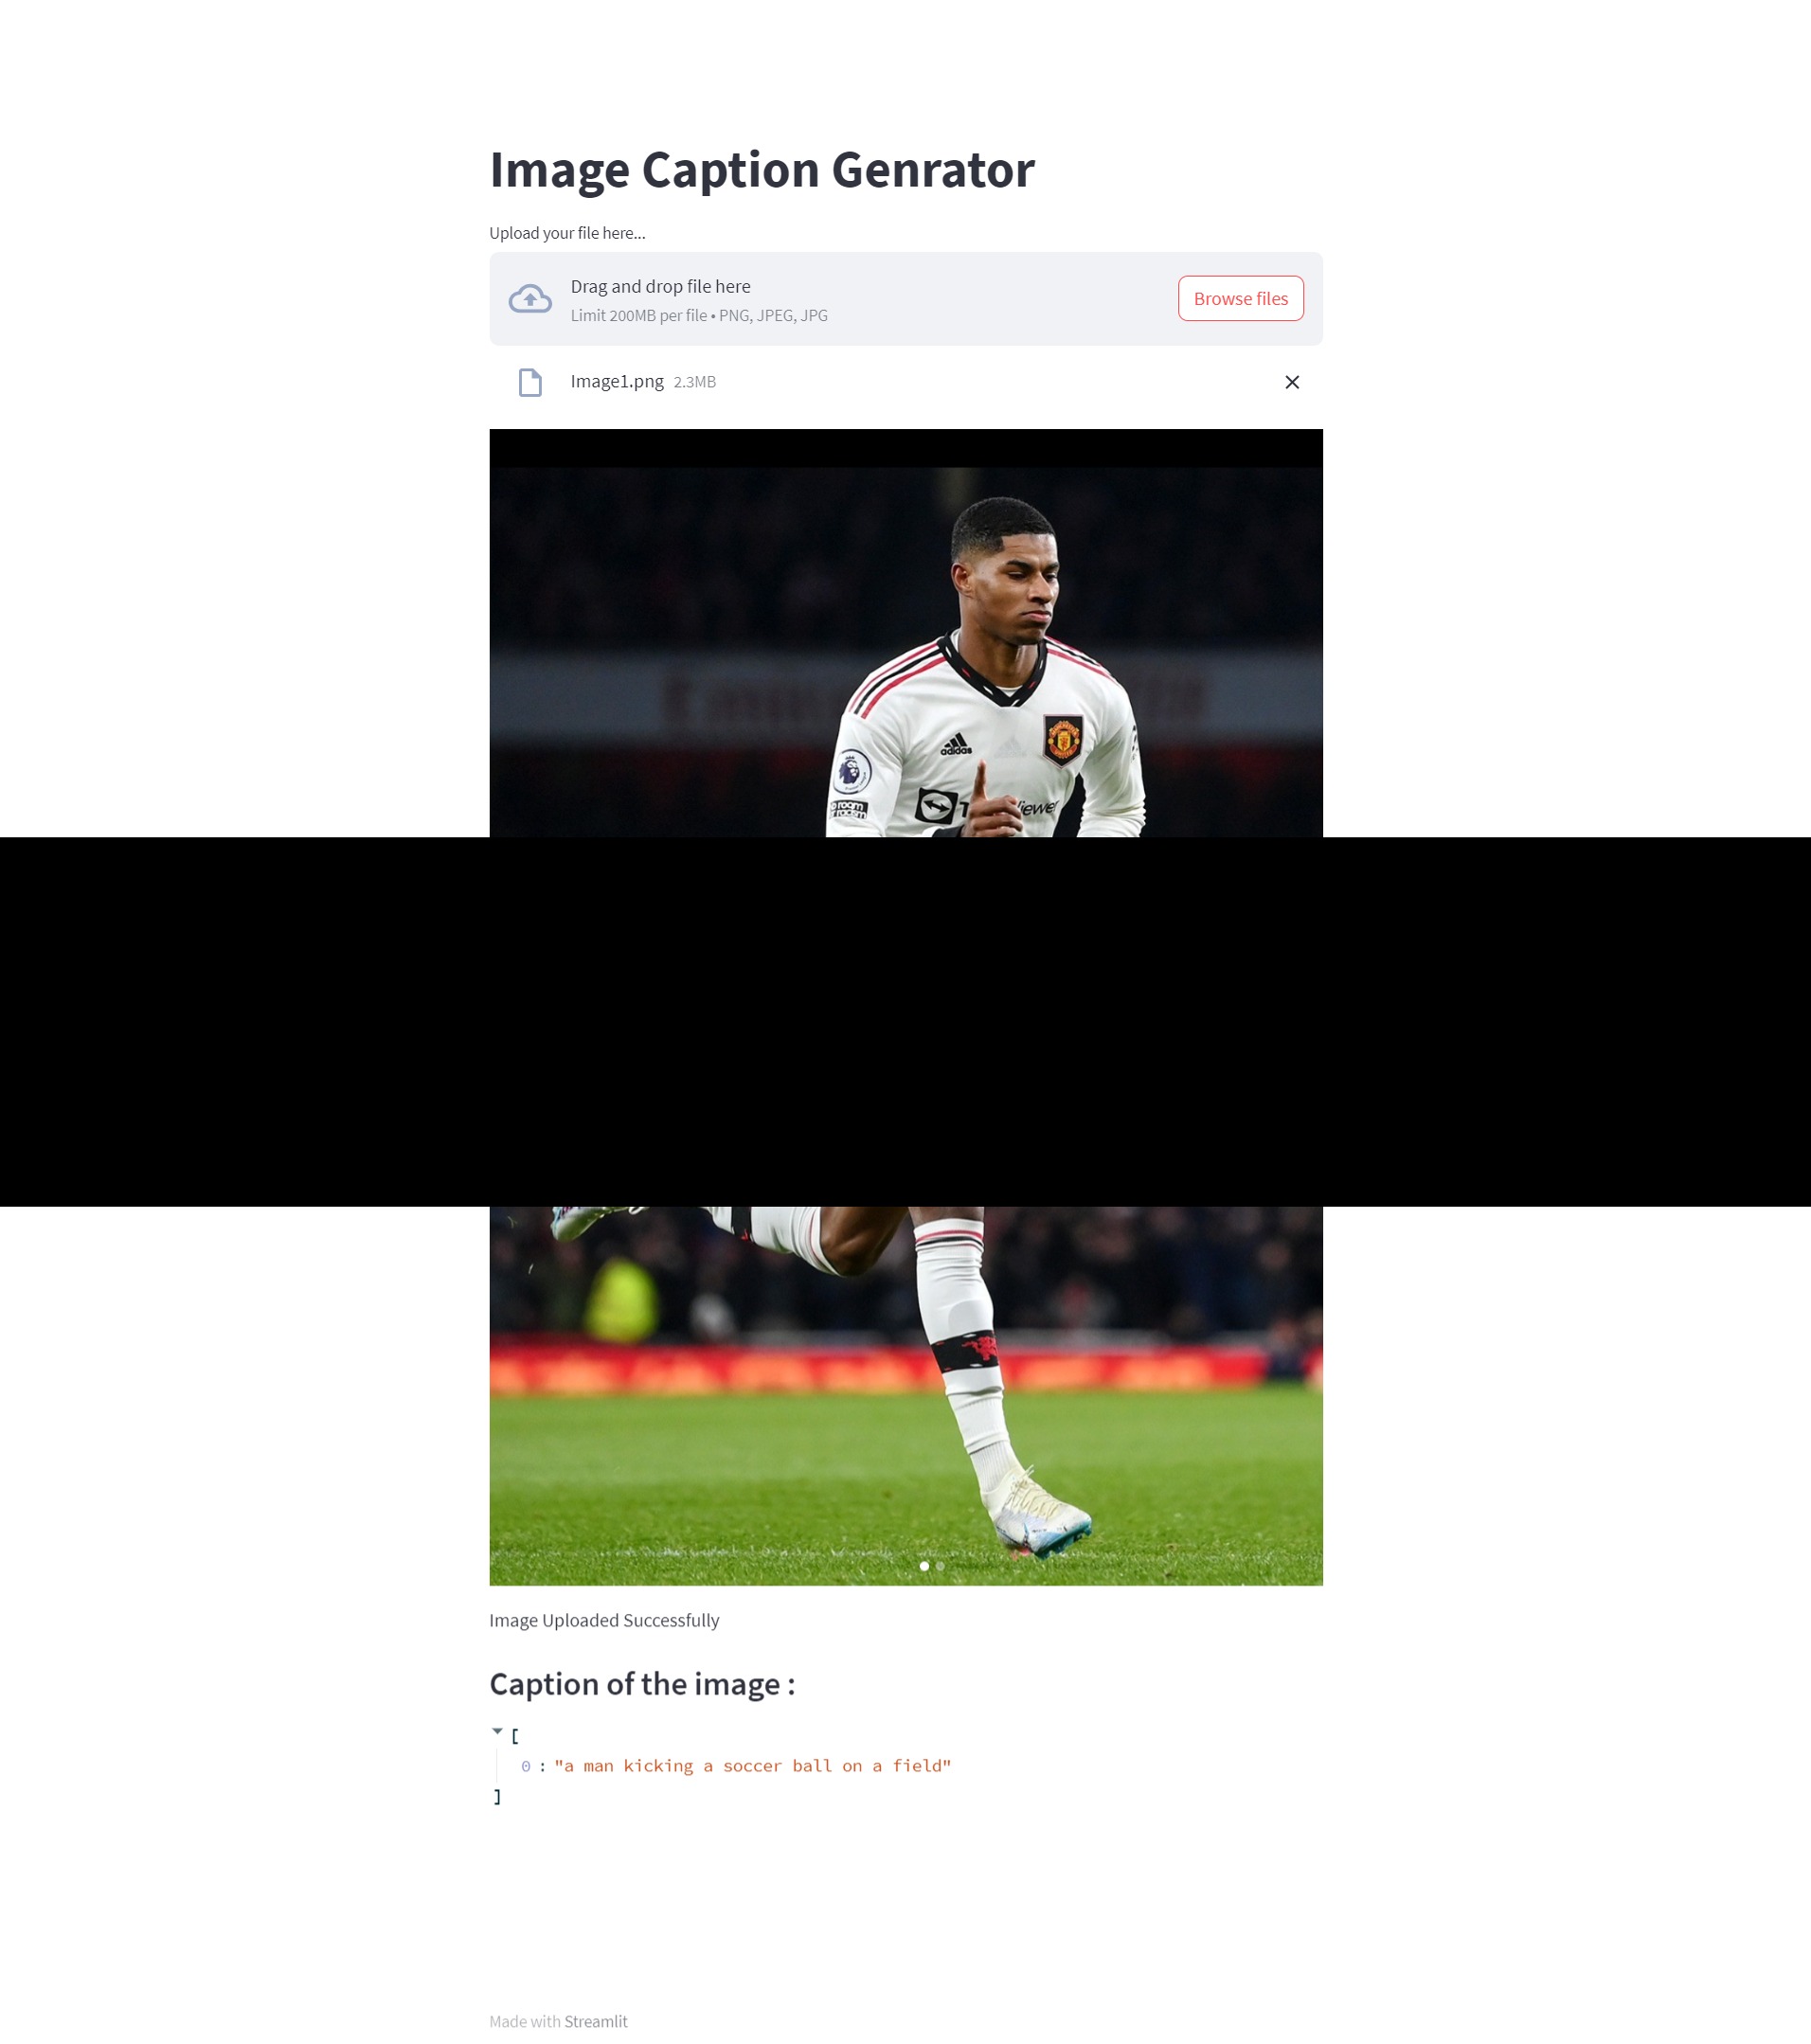 Image Caption Genrator
Upload your file here...
Drag and drop file here
Limit 200MB per file • PNG, JPEG, JPG
Browse files
Image1.png 2.3MB
adidas
Image Uploaded Successfully
Caption of the image :
[
0 : "a man kicking a soccer ball on a field"
]
Made with Streamlit